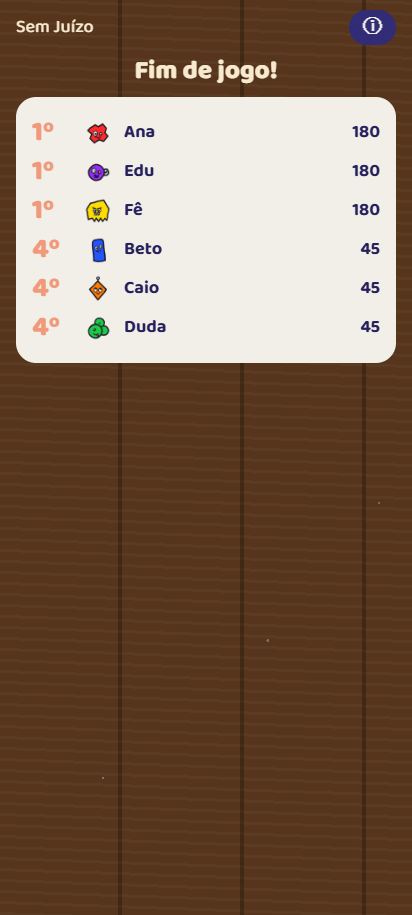 Sem Juízo
Fim de jogo!
1º Ana 180
1º Edu 180
1º Fê 180
4º Beto 45
4º Caio 45
4º Duda 45